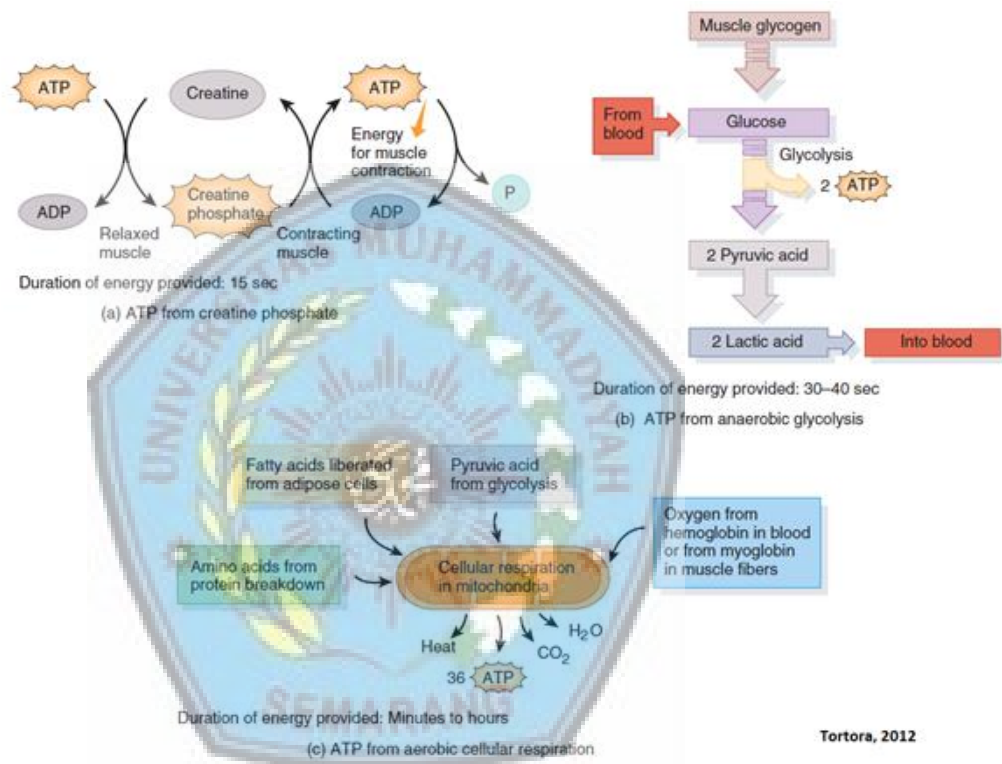 ATP
Creatine
ATP
Energy
for muscle
contraction
P
ADP
Creatine
phosphate
ADP
Relaxed
muscle
Contracting
muscle
Duration of energy provided: 15 sec
(a) ATP from creatine phosphate
Muscle glycogen
From
blood
Glucose
Glycolysis
2 ATP
2 Pyruvic acid
2 Lactic acid
Into blood
Duration of energy provided: 30–40 sec
(b) ATP from anaerobic glycolysis
UNIVERSITAS MUHAMMADIYAH
SEMARANG
Fatty acids liberated
from adipose cells
Pyruvic acid
from glycolysis
Oxygen from
hemoglobin in blood
or from myoglobin
in muscle fibers
Amino acids from
protein breakdown
Cellular respiration
in mitochondria
Heat
36 ATP
CO₂
H₂O
Duration of energy provided: Minutes to hours
(c) ATP from aerobic cellular respiration
Tortora, 2012